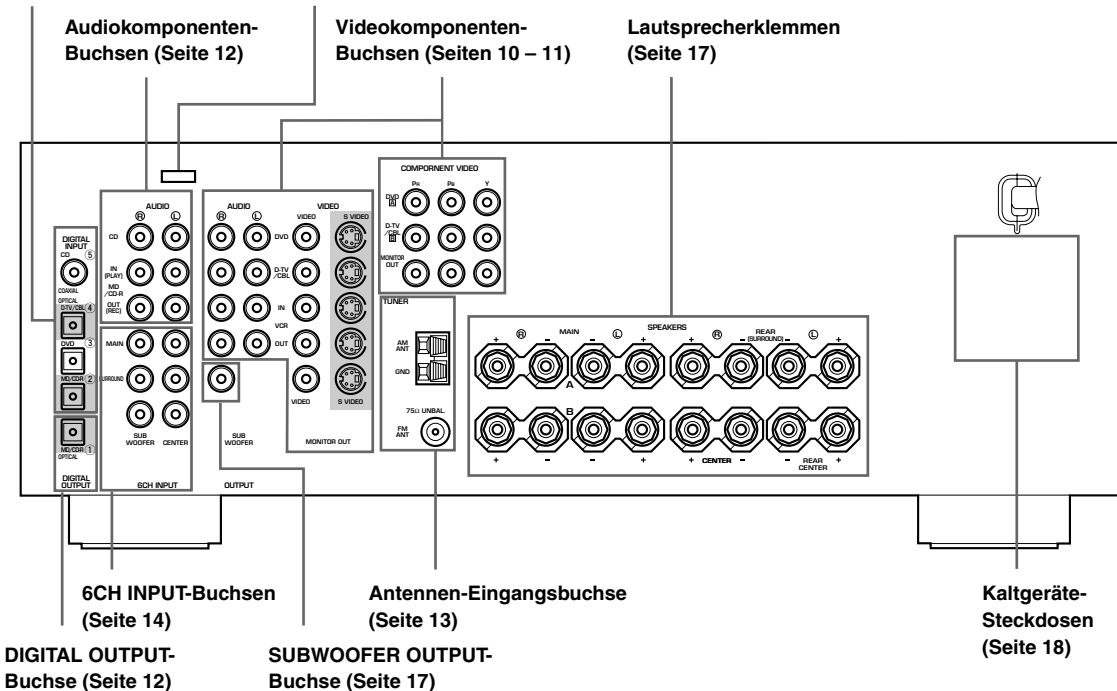 Audiokomponenten-
Buchsen (Seite 12)
Videokomponenten-
Buchsen (Seiten 10 – 11)
Lautsprecherklemmen
(Seite 17)
DIGITAL
INPUT
CD ⑤
COAXIAL
OPTICAL
D-TV/CBL ④
DVD ③
MD/CD-R ②
MD/CD-R ①
OPTICAL
DIGITAL
OUTPUT
AUDIO
R L
CD
IN
(PLAY)
MD
/CD-R
OUT
(REC)
MAIN
SURROUND
SUB
WOOFER
CENTER
6CH INPUT
AUDIO
R L
VIDEO
VIDEO
S VIDEO
DVD
D-TV
/CBL
IN
VCR
OUT
VIDEO
S VIDEO
SUB
WOOFER
MONITOR OUT
OUTPUT
COMPORNENT VIDEO
PR PB Y
DVD
A
D-TV
/CBL
B
MONITOR
OUT
TUNER
AM
ANT
GND
75Ω UNBAL.
FM
ANT
SPEAKERS
+ R – MAIN – L + + R – REAR (SURROUND) – L +
A
B
+ – – + + CENTER – – REAR CENTER +
6CH INPUT-Buchsen
(Seite 14)
Antennen-Eingangsbuchse
(Seite 13)
Kaltgeräte-
Steckdosen
(Seite 18)
DIGITAL OUTPUT-
Buchse (Seite 12)
SUBWOOFER OUTPUT-
Buchse (Seite 17)